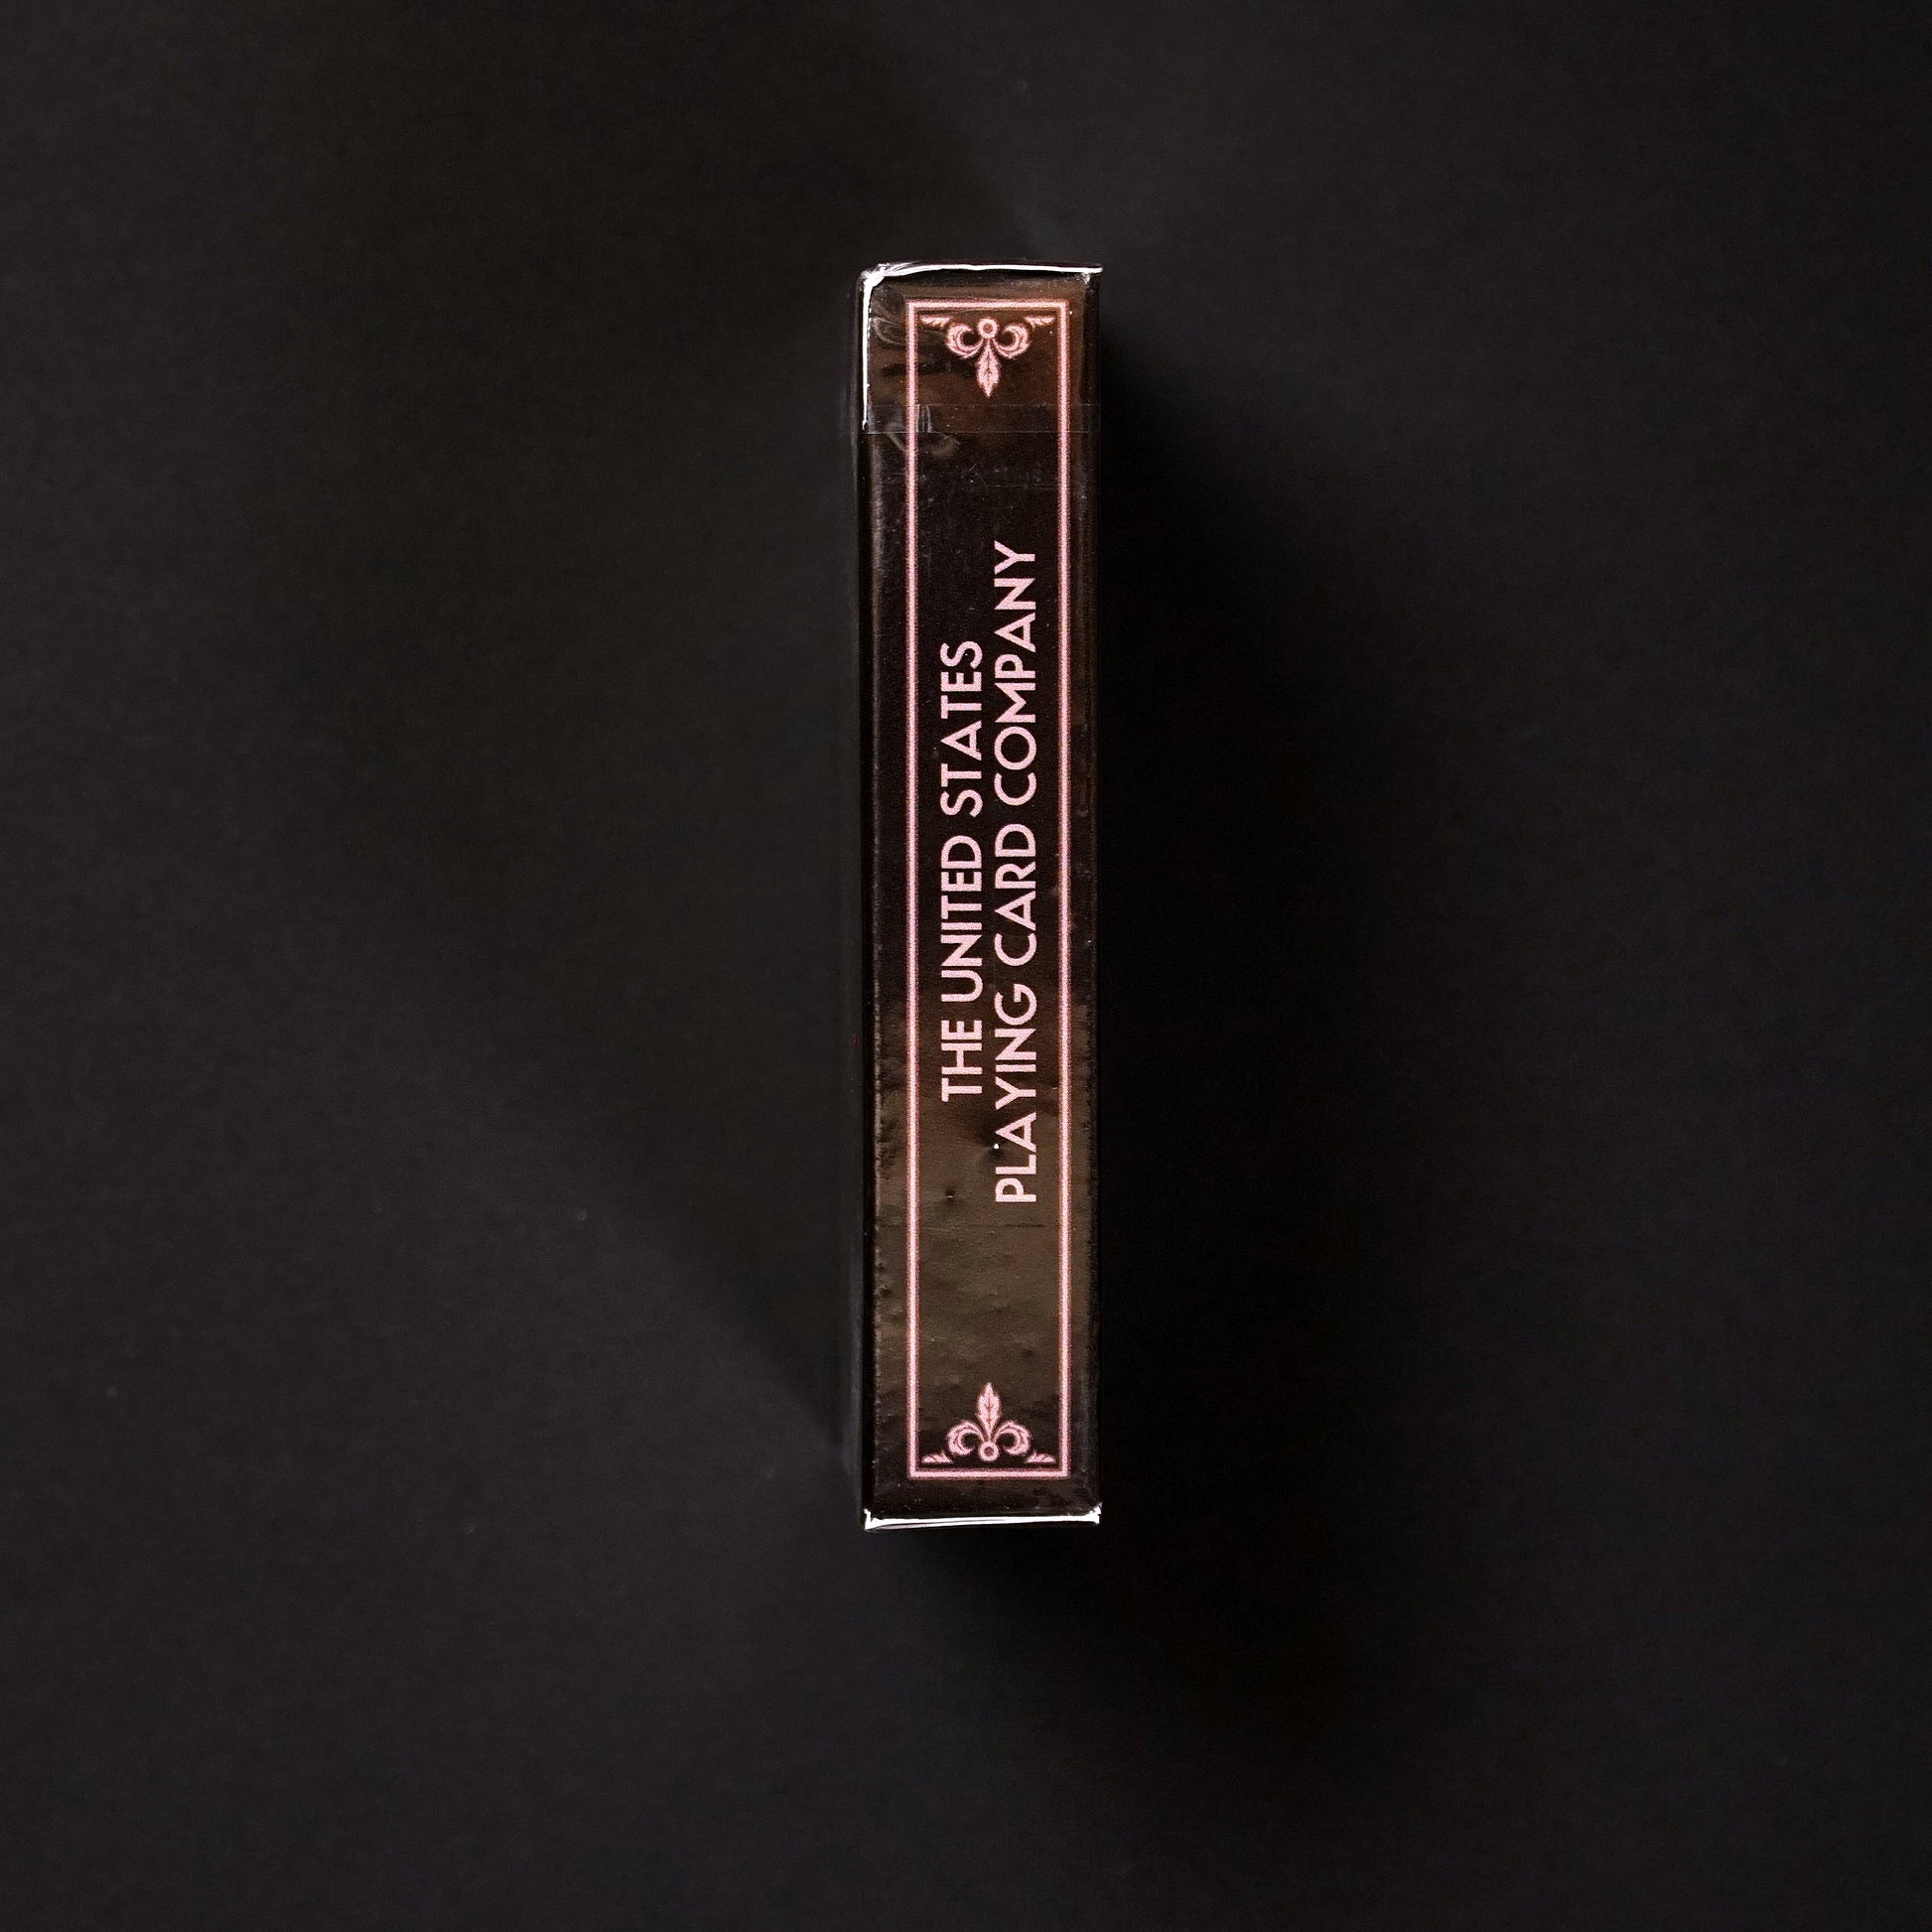 THE UNITED STATES
PLAYING CARD COMPANY